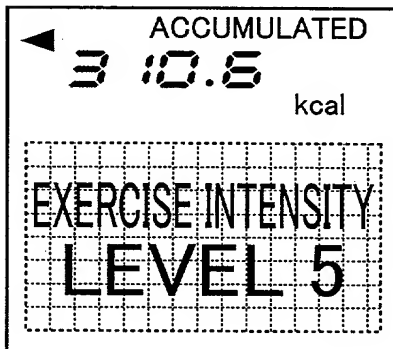 ACCUMULATED
310.6
kcal
EXERCISE INTENSITY
LEVEL 5